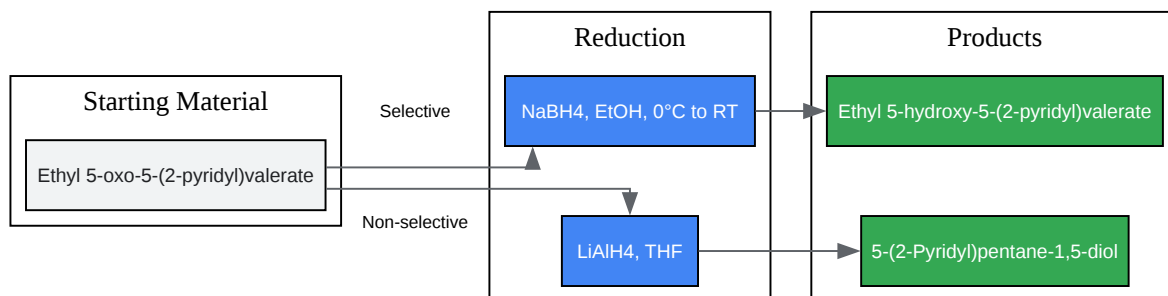 Starting Material
Ethyl 5-oxo-5-(2-pyridyl)valerate
Selective
Non-selective
Reduction
NaBH4, EtOH, 0°C to RT
LiAlH4, THF
Products
Ethyl 5-hydroxy-5-(2-pyridyl)valerate
5-(2-Pyridyl)pentane-1,5-diol